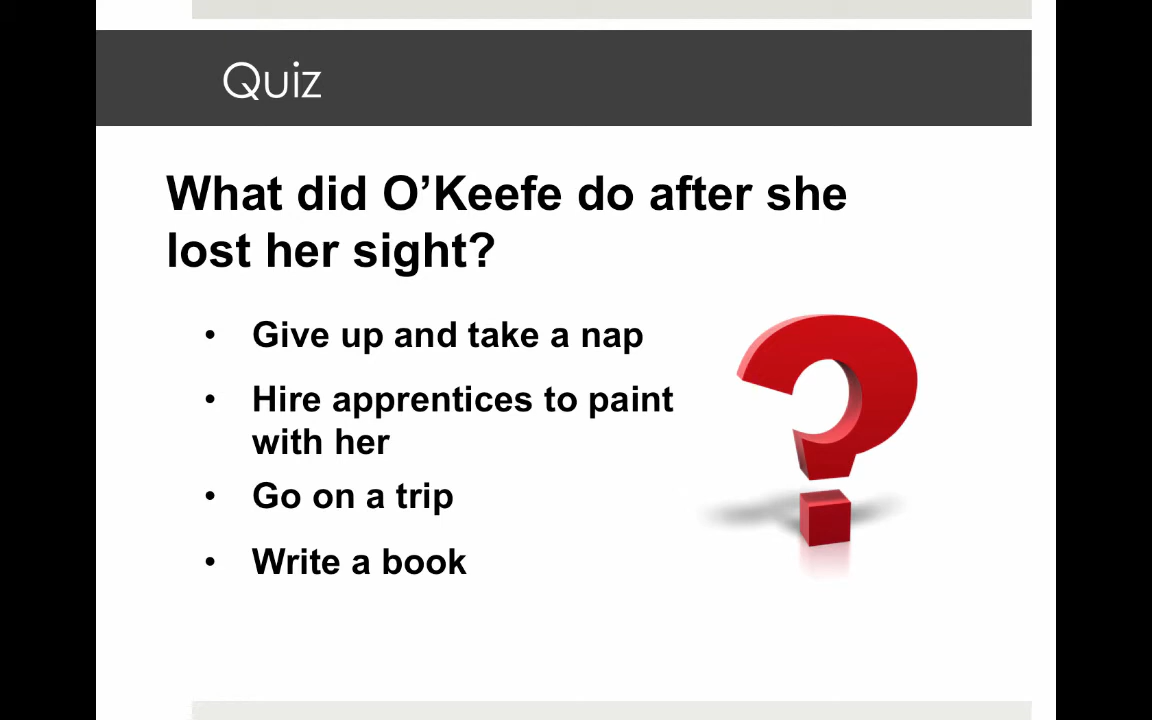 Quiz
What did O’Keefe do after she
lost her sight?
• Give up and take a nap
• Hire apprentices to paint
with her
• Go on a trip
• Write a book